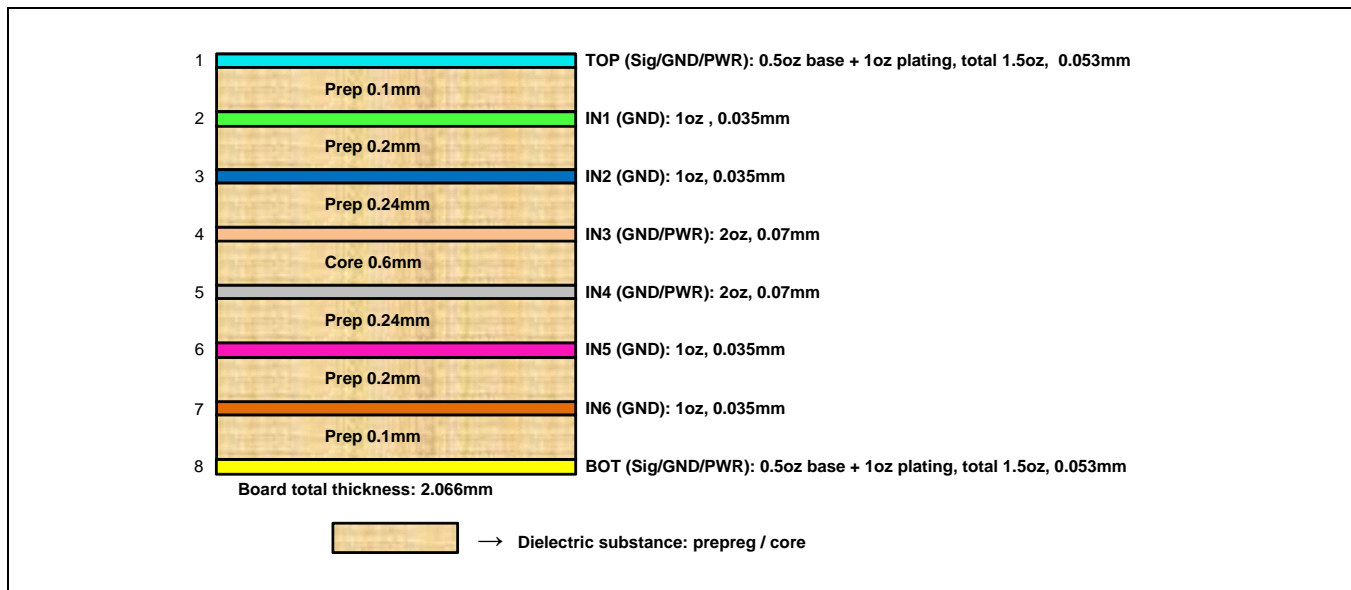 1 TOP (Sig/GND/PWR): 0.5oz base + 1oz plating, total 1.5oz, 0.053mm
Prep 0.1mm
2 IN1 (GND): 1oz , 0.035mm
Prep 0.2mm
3 IN2 (GND): 1oz, 0.035mm
Prep 0.24mm
4 IN3 (GND/PWR): 2oz, 0.07mm
Core 0.6mm
5 IN4 (GND/PWR): 2oz, 0.07mm
Prep 0.24mm
6 IN5 (GND): 1oz, 0.035mm
Prep 0.2mm
7 IN6 (GND): 1oz, 0.035mm
Prep 0.1mm
8 BOT (Sig/GND/PWR): 0.5oz base + 1oz plating, total 1.5oz, 0.053mm
Board total thickness: 2.066mm
→ Dielectric substance: prepreg / core